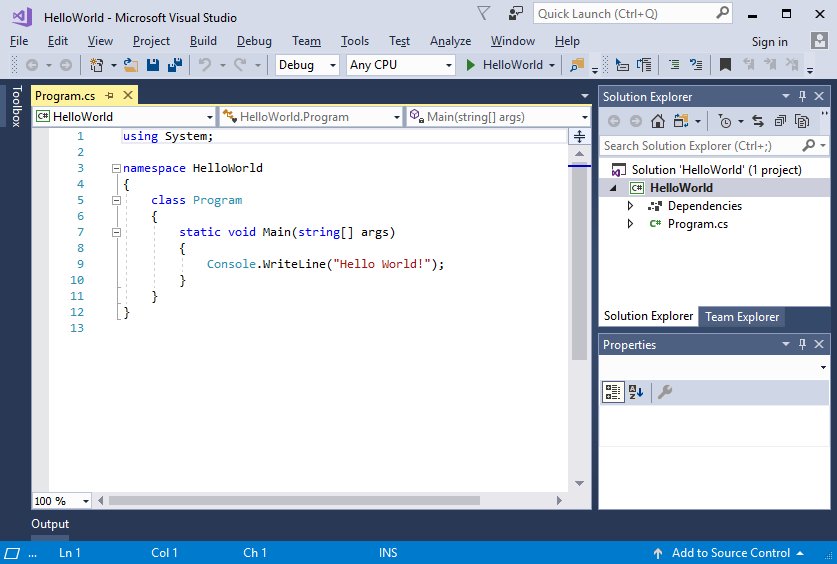 HelloWorld - Microsoft Visual Studio
Quick Launch (Ctrl+Q)
File Edit View Project Build Debug Team Tools Test Analyze Window Help
Sign in
Debug Any CPU HelloWorld
Toolbox
Program.cs
HelloWorld HelloWorld.Program Main(string[] args)
1 using System;
2
3 namespace HelloWorld
4 {
5 class Program
6 {
7 static void Main(string[] args)
8 {
9 Console.WriteLine("Hello World!");
10 }
11 }
12 }
13
100 %
Solution Explorer
Search Solution Explorer (Ctrl+;)
Solution 'HelloWorld' (1 project)
C# HelloWorld
Dependencies
C# Program.cs
Solution Explorer Team Explorer
Properties
Output
... Ln 1 Col 1 Ch 1 INS Add to Source Control